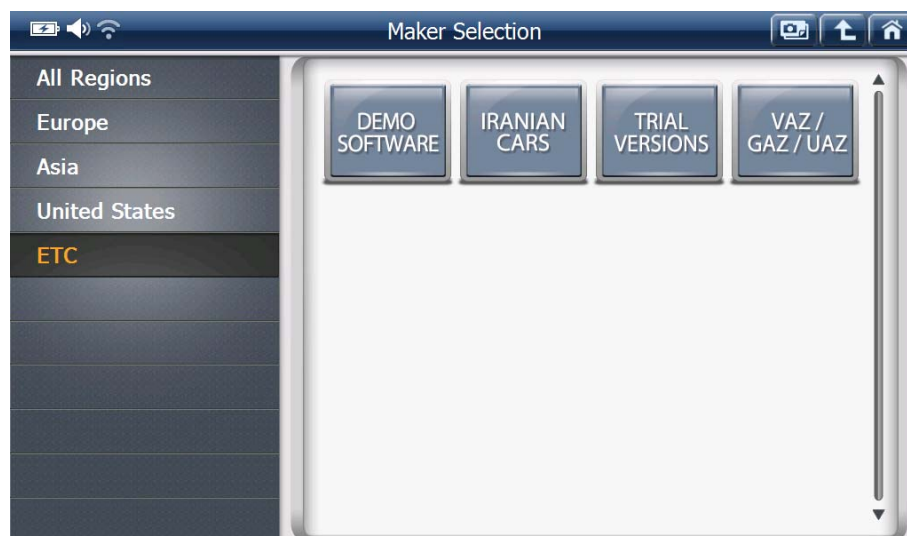 Maker Selection
All Regions
Europe
Asia
United States
ETC
DEMO
SOFTWARE
IRANIAN
CARS
TRIAL
VERSIONS
VAZ /
GAZ / UAZ